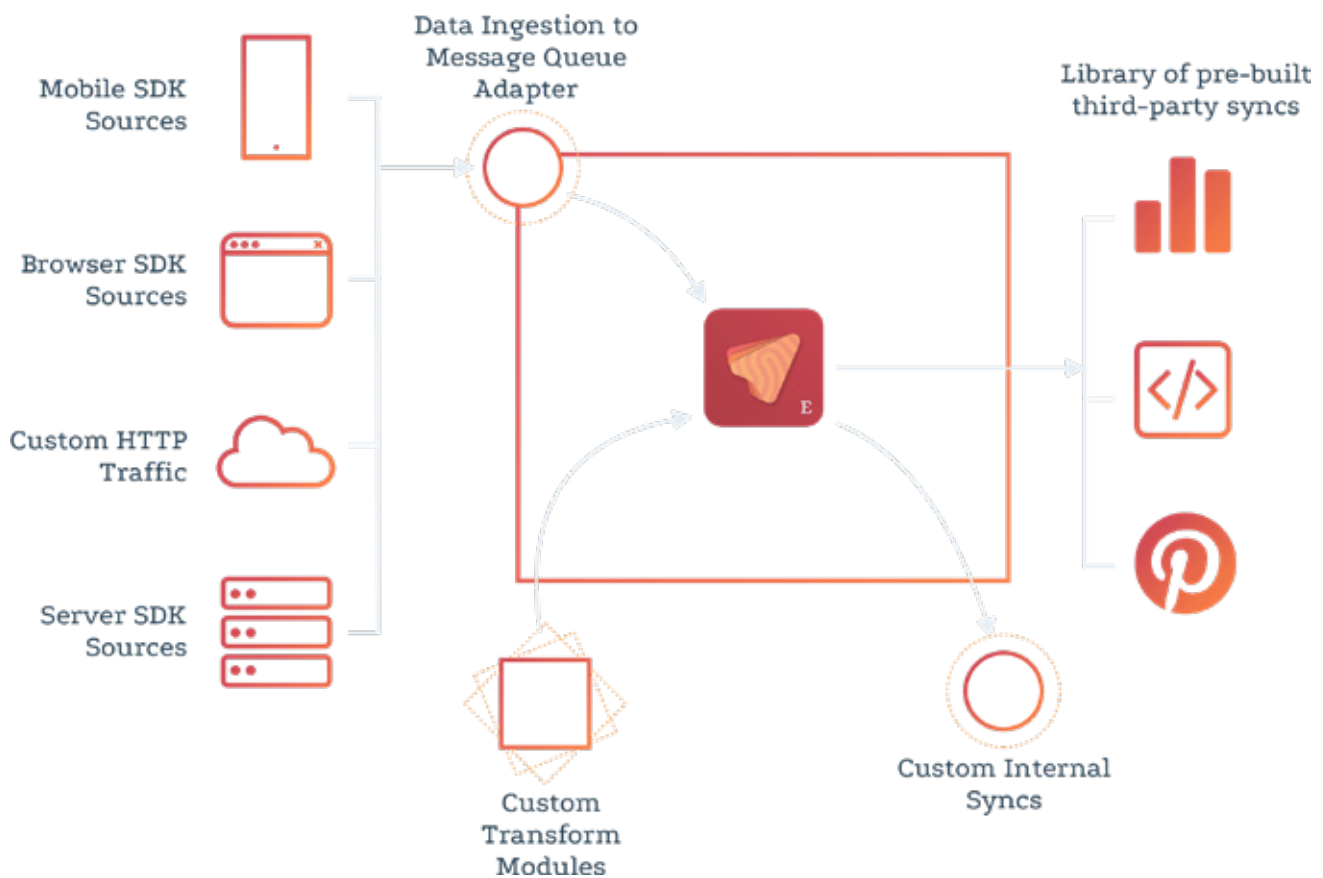 Data Ingestion to
Message Queue
Adapter
Mobile SDK
Sources
Library of pre-built
third-party syncs
Browser SDK
Sources
E
Custom HTTP
Traffic
Server SDK
Sources
Custom Internal
Syncs
Custom
Transform
Modules